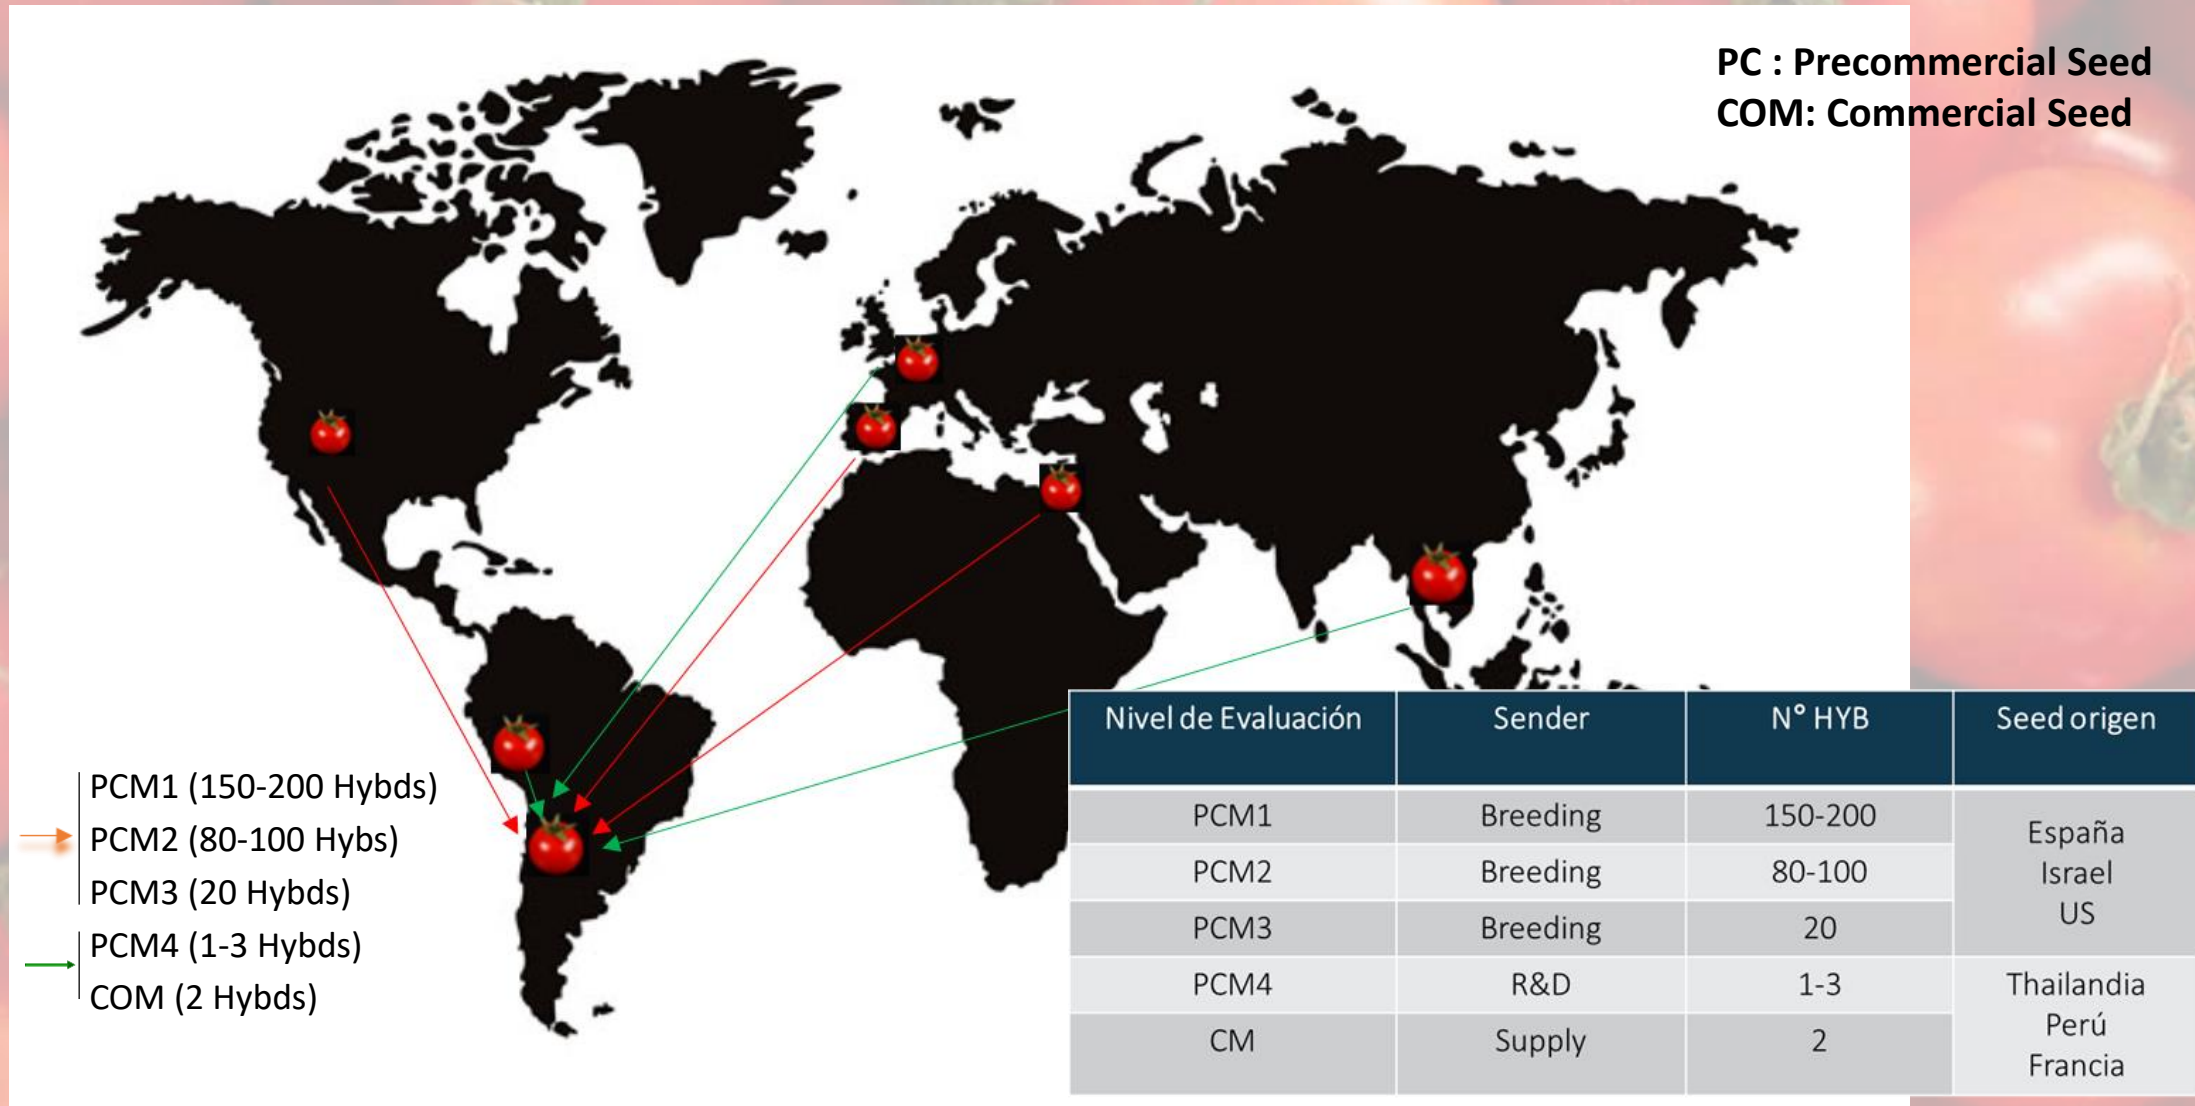 PC : Precommercial Seed
COM: Commercial Seed
PCM1 (150-200 Hybds)
PCM2 (80-100 Hybs)
PCM3 (20 Hybds)
PCM4 (1-3 Hybds)
COM (2 Hybds)
Nivel de Evaluación Sender N° HYB Seed origen
PCM1 Breeding 150-200
PCM2 Breeding 80-100
PCM3 Breeding 20
España
Israel
US
PCM4 R&D 1-3
CM Supply 2
Thailandia
Perú
Francia